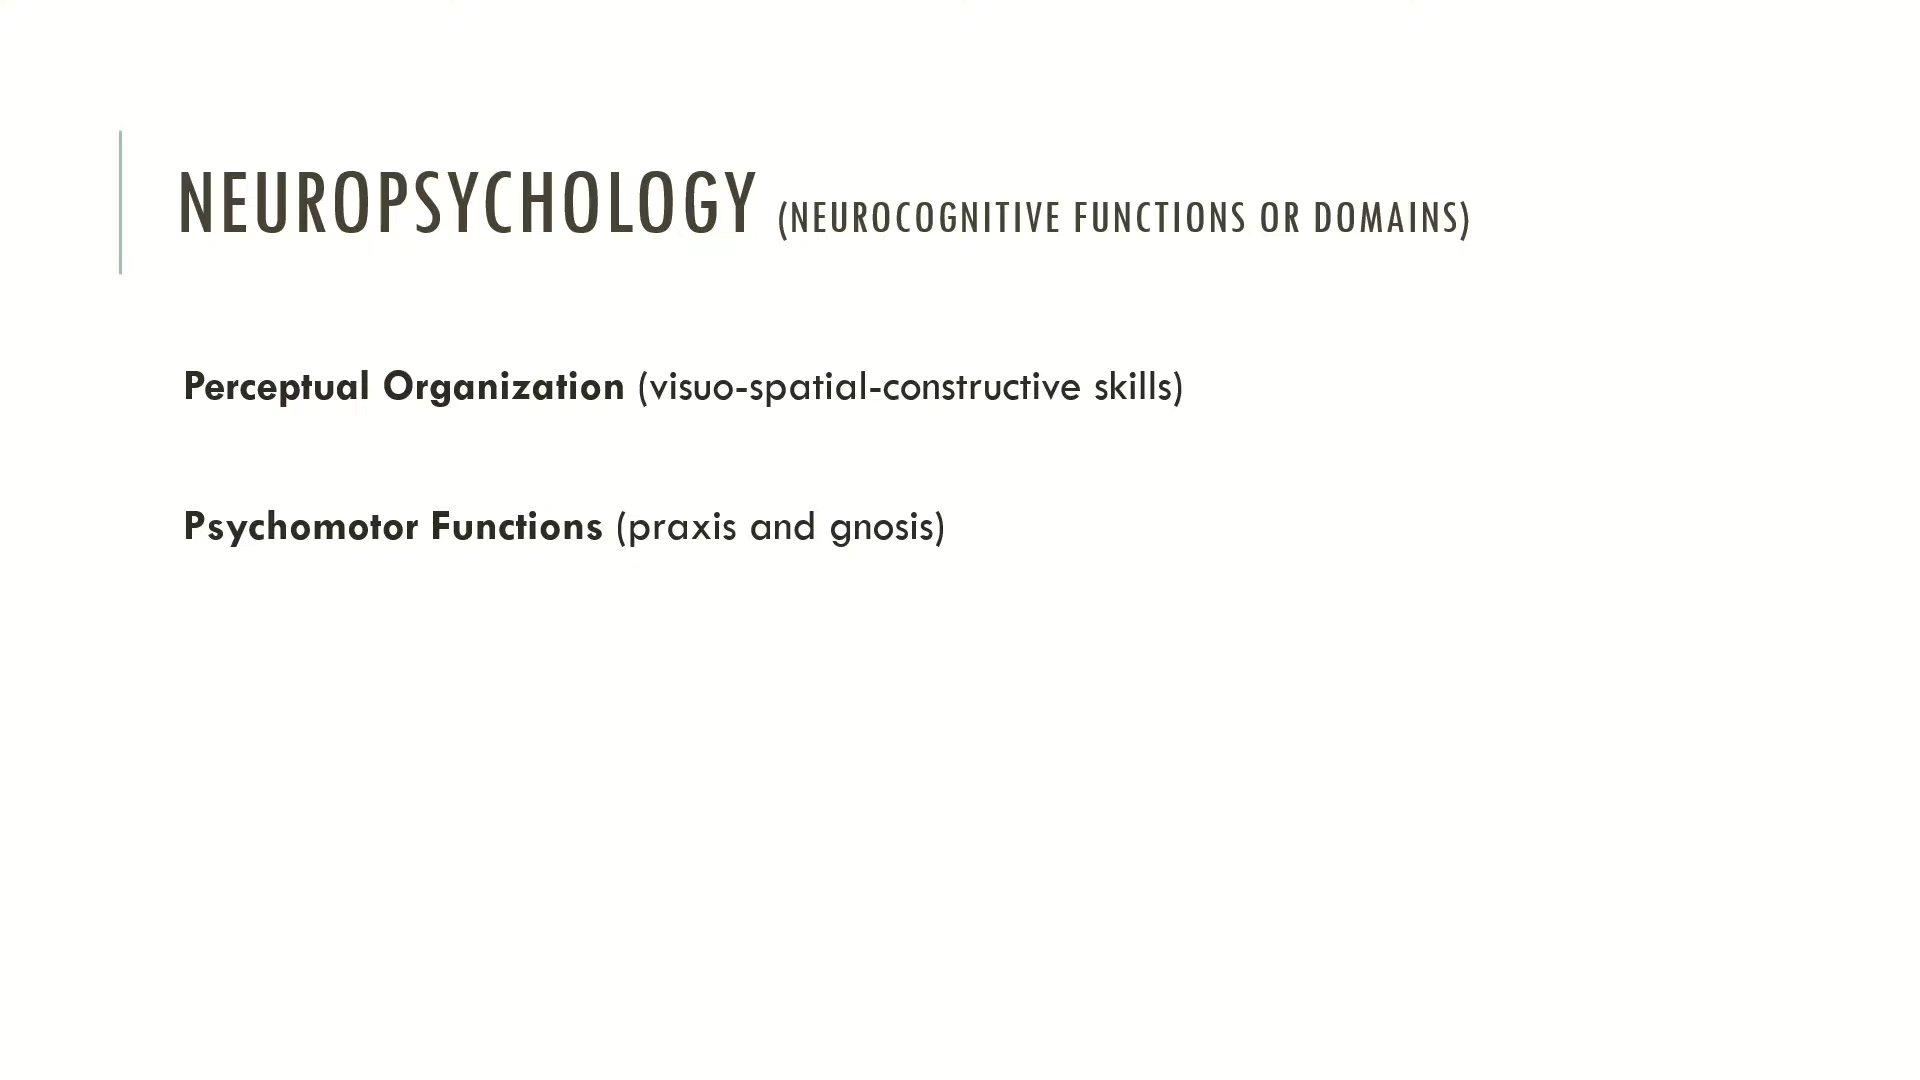 NEUROPSYCHOLOGY (NEUROCOGNITIVE FUNCTIONS OR DOMAINS)
Perceptual Organization (visuo-spatial-constructive skills)
Psychomotor Functions (praxis and gnosis)